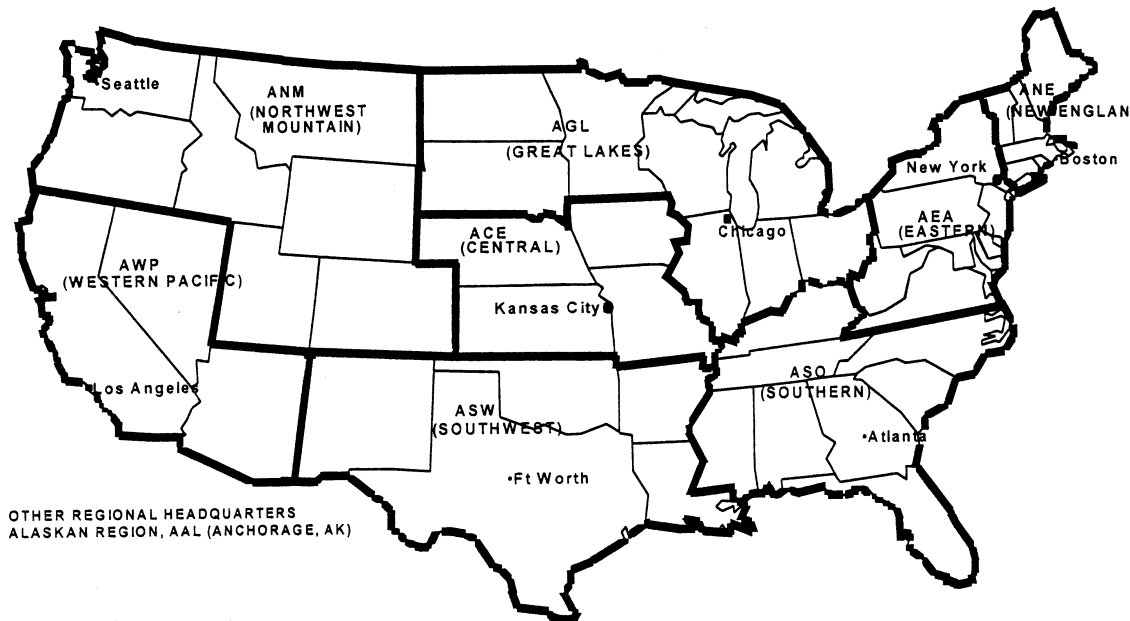 Seattle
ANM
(NORTHWEST
MOUNTAIN)
AGL
(GREAT LAKES)
ANE
(NEW ENGLAN
Boston
New York
AEA
(EASTERN)
Chicago
ACE
(CENTRAL)
Kansas City
AWP
(WESTERN PACIFIC)
Los Angeles
ASW
(SOUTHWEST)
Ft Worth
ASO
(SOUTHERN)
Atlanta
OTHER REGIONAL HEADQUARTERS
ALASKAN REGION, AAL (ANCHORAGE, AK)